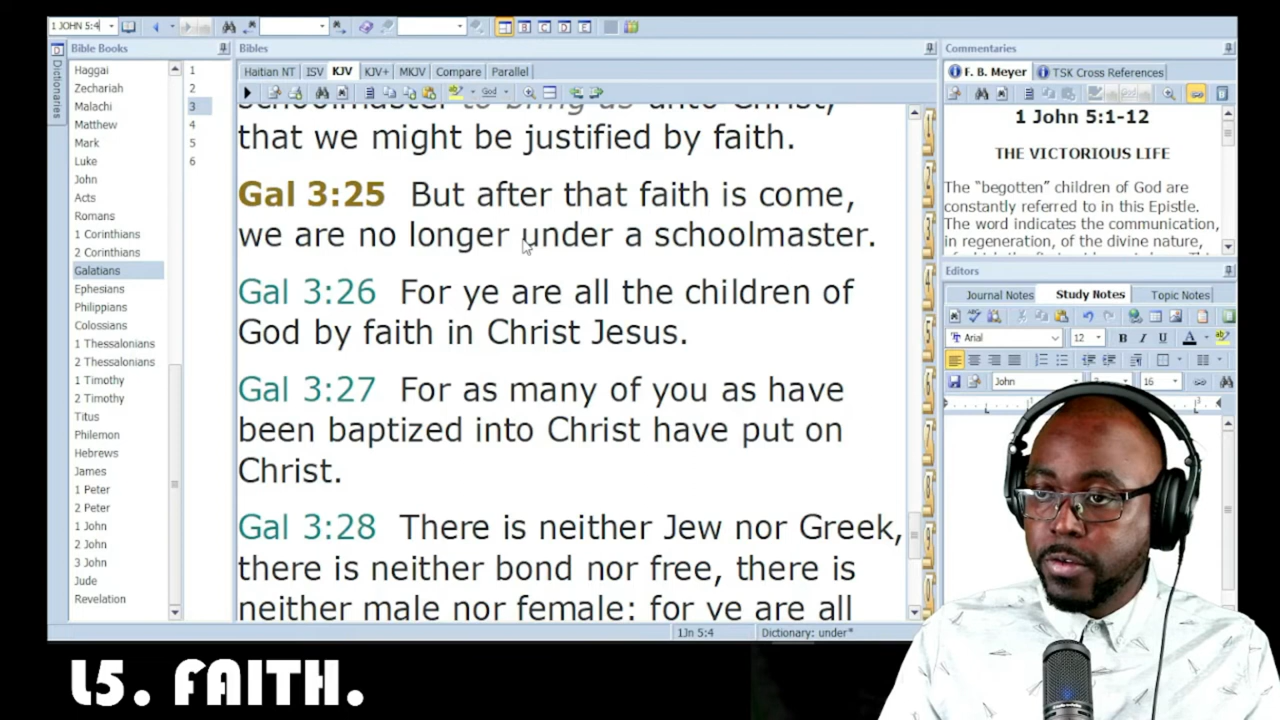 1 JOHN 5:4
Bible Books
Bibles
Commentaries
Dictionaries
Haggai
Zechariah
Malachi
Matthew
Mark
Luke
John
Acts
Romans
1 Corinthians
2 Corinthians
Galatians
Ephesians
Philippians
Colossians
1 Thessalonians
2 Thessalonians
1 Timothy
2 Timothy
Titus
Philemon
Hebrews
James
1 Peter
2 Peter
1 John
2 John
3 John
Jude
Revelation
1
2
3
4
5
6
Haitian NT ISV KJV KJV+ MKJV Compare Parallel
God
schoolmaster to bring us unto Christ,
that we might be justified by faith.
Gal 3:25 But after that faith is come,
we are no longer under a schoolmaster.
Gal 3:26 For ye are all the children of
God by faith in Christ Jesus.
Gal 3:27 For as many of you as have
been baptized into Christ have put on
Christ.
Gal 3:28 There is neither Jew nor Greek,
there is neither bond nor free, there is
neither male nor female: for ye are all
F. B. Meyer TSK Cross References
1 John 5:1-12
THE VICTORIOUS LIFE
The "begotten" children of God are
constantly referred to in this Epistle.
The word indicates the communication,
in regeneration, of the divine nature,
Editors
Journal Notes Study Notes Topic Notes
Arial 12 B I U A
John 16
1Jn 5:4 Dictionary: under*
L5. FAITH.